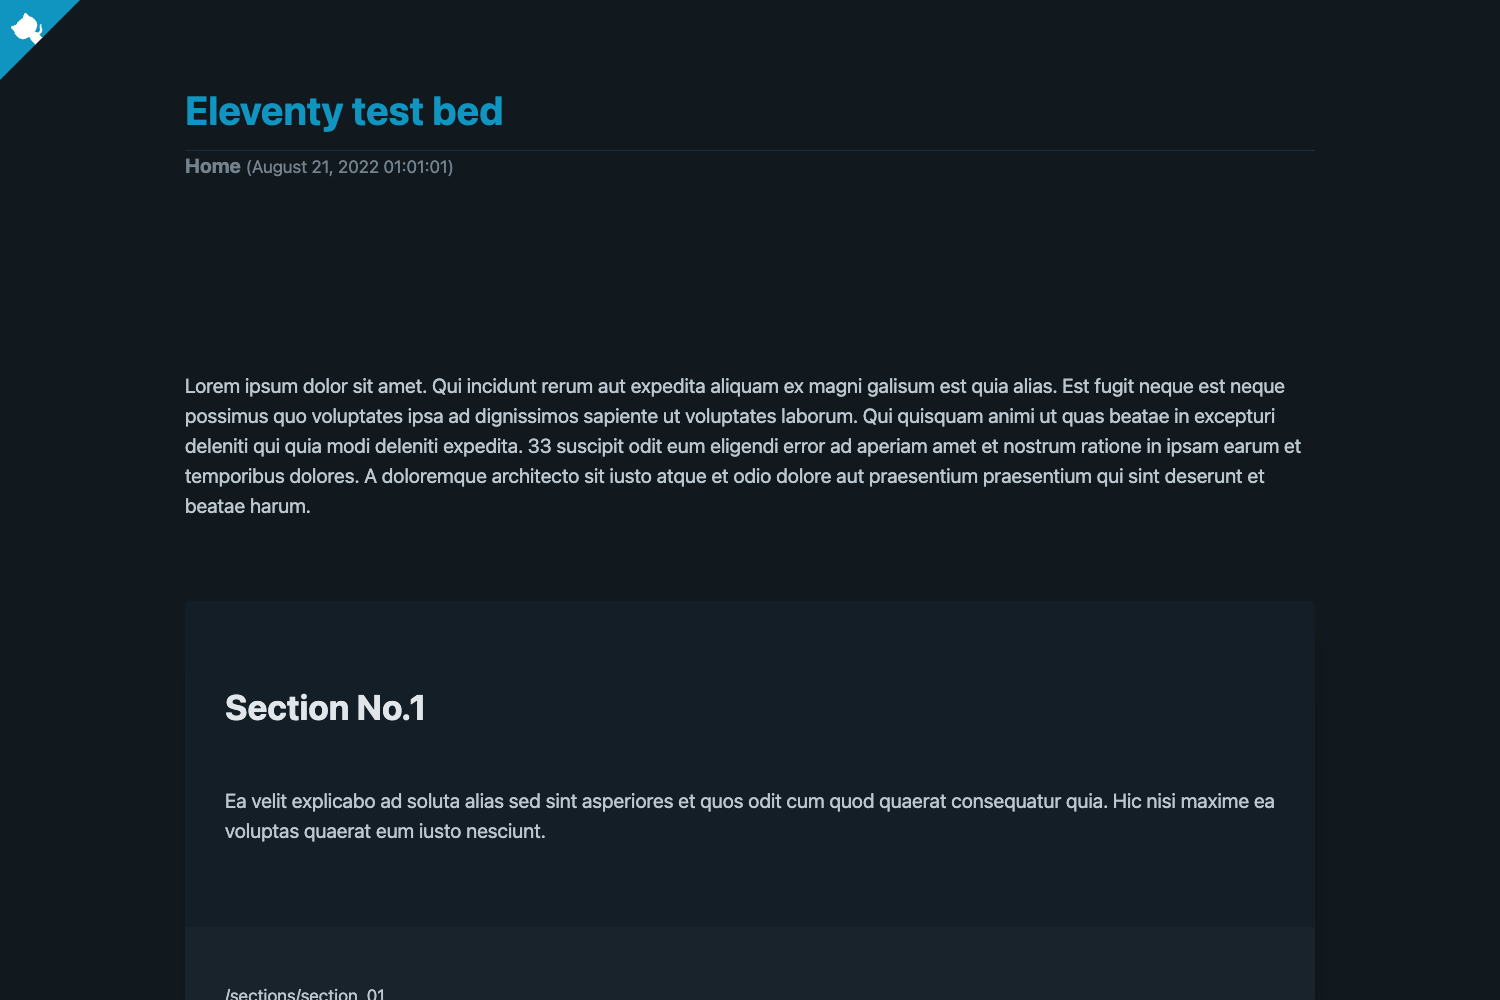 Eleventy test bed
Home (August 21, 2022 01:01:01)
Lorem ipsum dolor sit amet. Qui incidunt rerum aut expedita aliquam ex magni galisum est quia alias. Est fugit neque est neque
possimus quo voluptates ipsa ad dignissimos sapiente ut voluptates laborum. Qui quisquam animi ut quas beatae in excepturi
deleniti qui quia modi deleniti expedita. 33 suscipit odit eum eligendi error ad aperiam amet et nostrum ratione in ipsam earum et
temporibus dolores. A doloremque architecto sit iusto atque et odio dolore aut praesentium praesentium qui sint deserunt et
beatae harum.
Section No.1
Ea velit explicabo ad soluta alias sed sint asperiores et quos odit cum quod quaerat consequatur quia. Hic nisi maxime ea
voluptas quaerat eum iusto nesciunt.
/sections/section_01